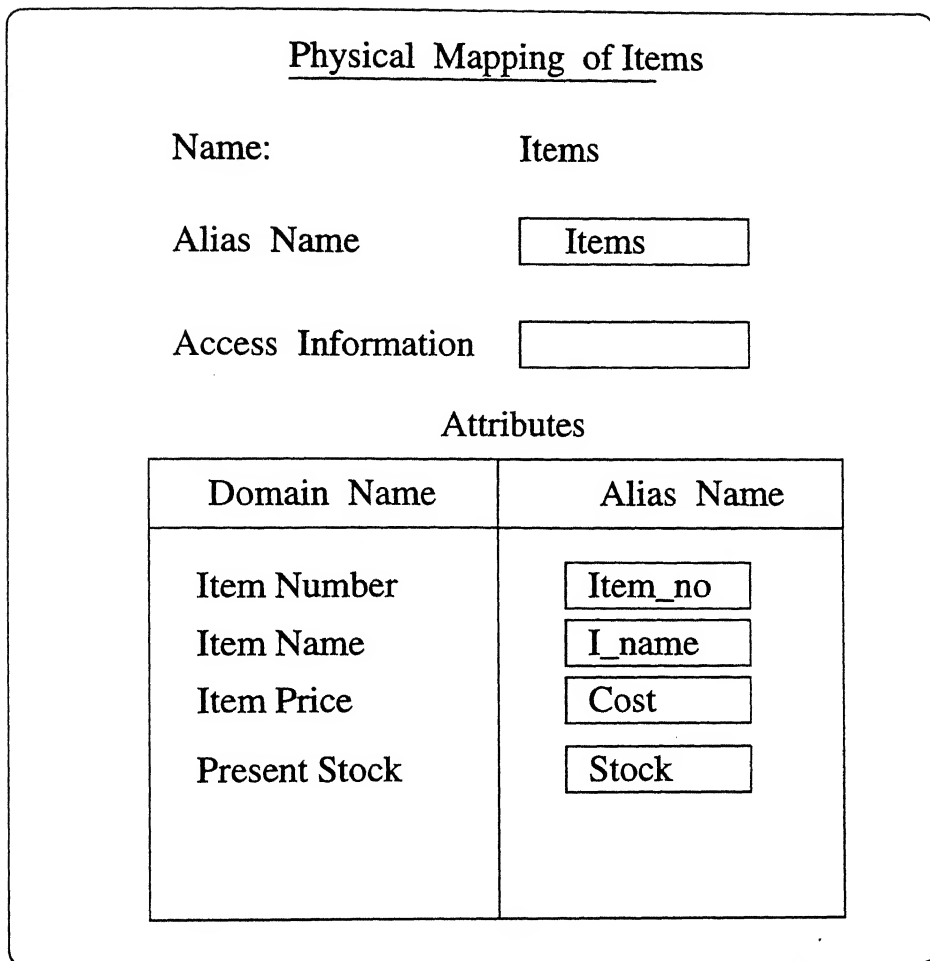 Physical Mapping of Items
Name: Items
Alias Name Items
Access Information
Attributes
Domain Name Alias Name
Item Number Item_no
Item Name I_name
Item Price Cost
Present Stock Stock